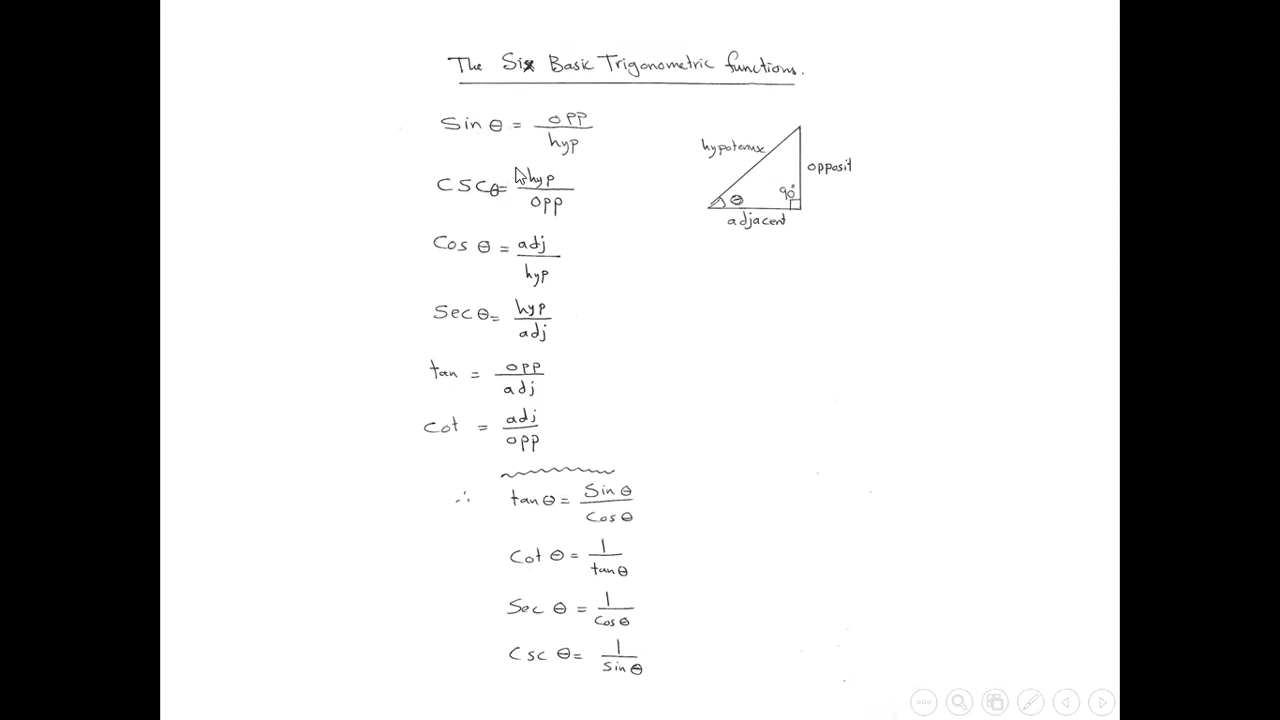 The Six Basic Trigonometric functions.
Sin θ = opp/hyp
hypotenuse
opposit
90°
θ
adjacent
CSC θ = hyp/opp
Cos θ = adj/hyp
Sec θ = hyp/adj
tan = opp/adj
Cot = adj/opp
∴ tan θ = Sin θ/Cos θ
Cot θ = 1/tan θ
Sec θ = 1/Cos θ
Csc θ = 1/Sin θ